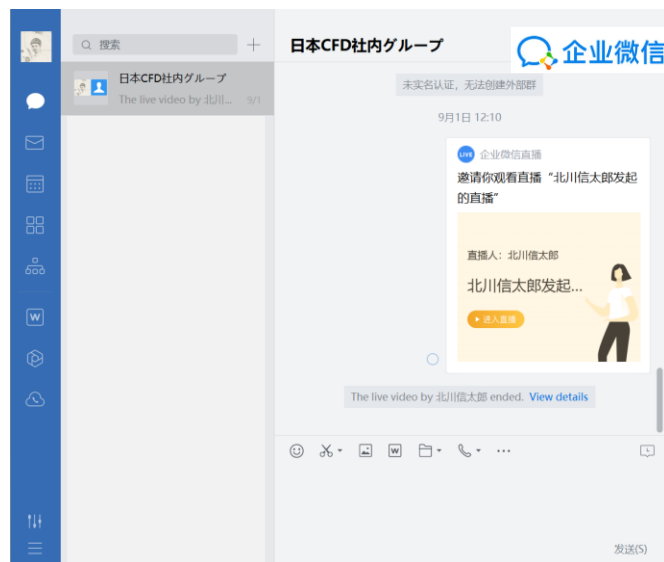 搜索
日本CFD社内グループ
The live video by 北川... 9/1
日本CFD社内グループ
企业微信
未实名认证，无法创建外部群
9月1日 12:10
LIVE 企业微信直播
邀请你观看直播“北川信太郎发起
的直播“
直播人：北川信太郎
北川信太郎发起...
进入直播
The live video by 北川信太郎 ended. View details
W
W
发送(S)